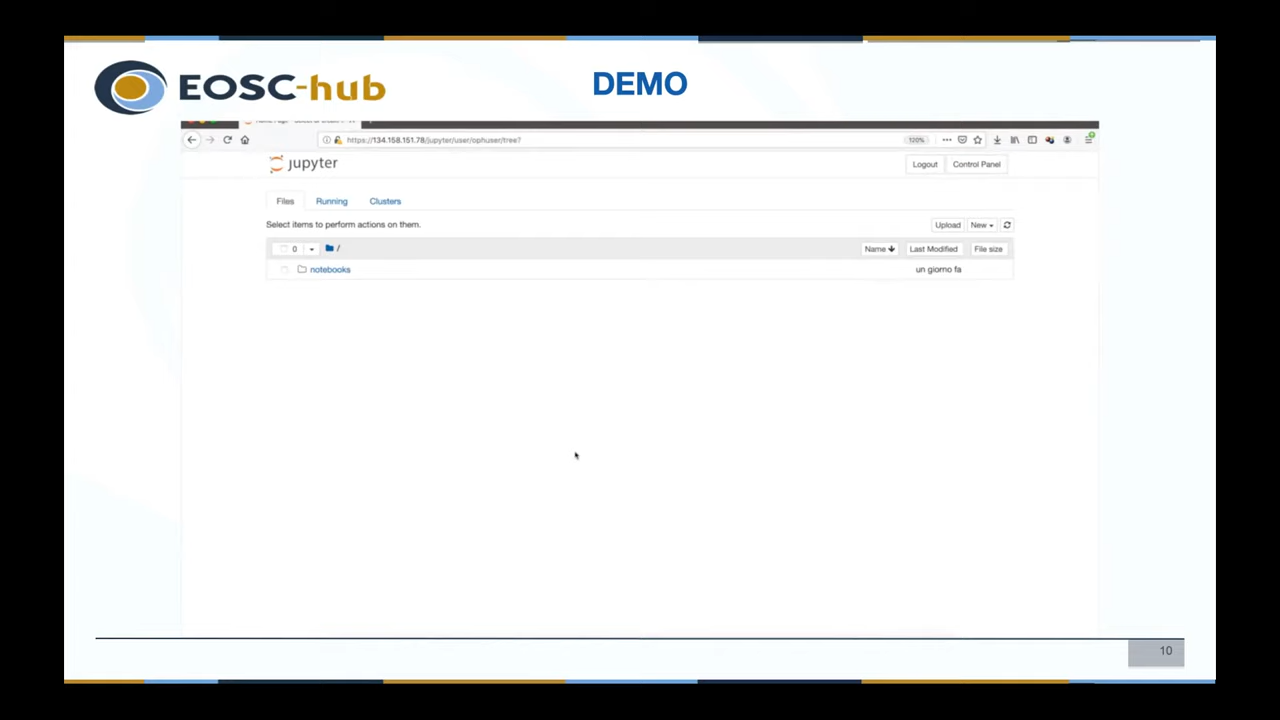 EOSC-hub
DEMO
https://134.158.151.78/jupyter/user/ophuser/tree?
120%
jupyter
Logout
Control Panel
Files
Running
Clusters
Select items to perform actions on them.
Upload
New
0
/
Name
Last Modified
File size
notebooks
un giorno fa
10